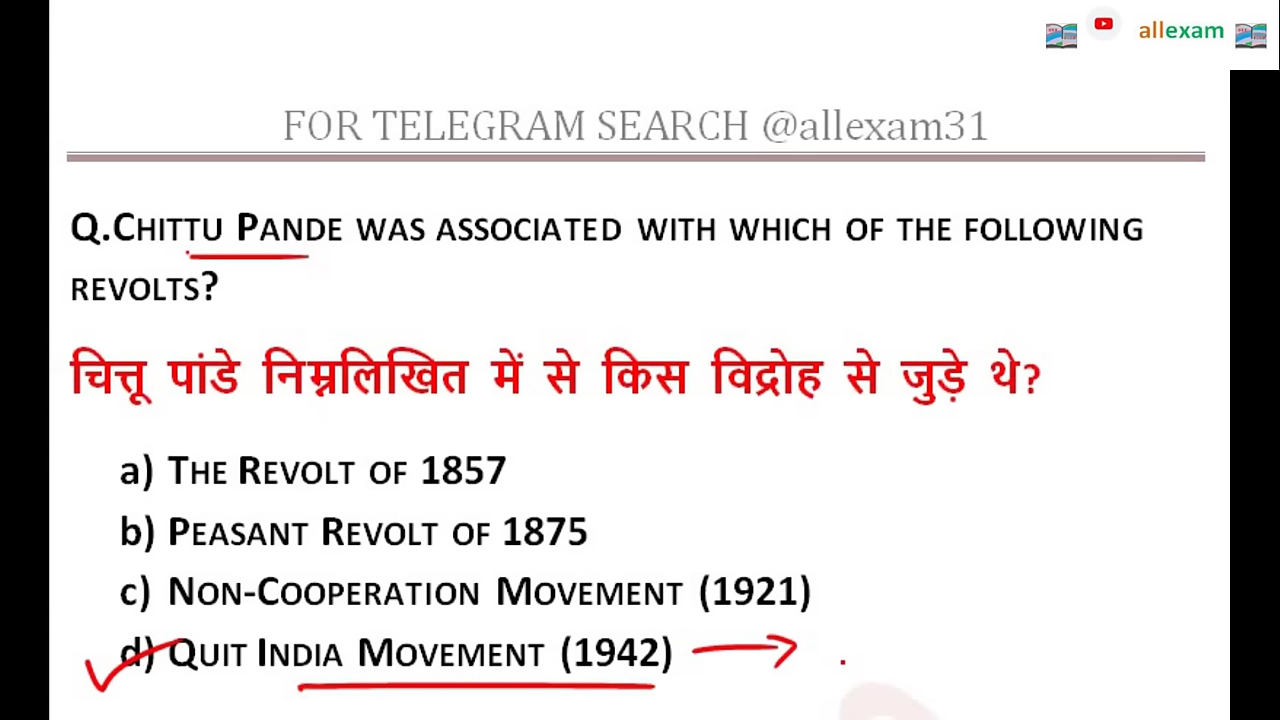 allexam
FOR TELEGRAM SEARCH @allexam31
Q.CHITTU PANDE WAS ASSOCIATED WITH WHICH OF THE FOLLOWING
REVOLTS?
चित्तू पांडे निम्नलिखित में से किस विद्रोह से जुड़े थे?
a) THE REVOLT OF 1857
b) PEASANT REVOLT OF 1875
c) NON-COOPERATION MOVEMENT (1921)
d) QUIT INDIA MOVEMENT (1942)